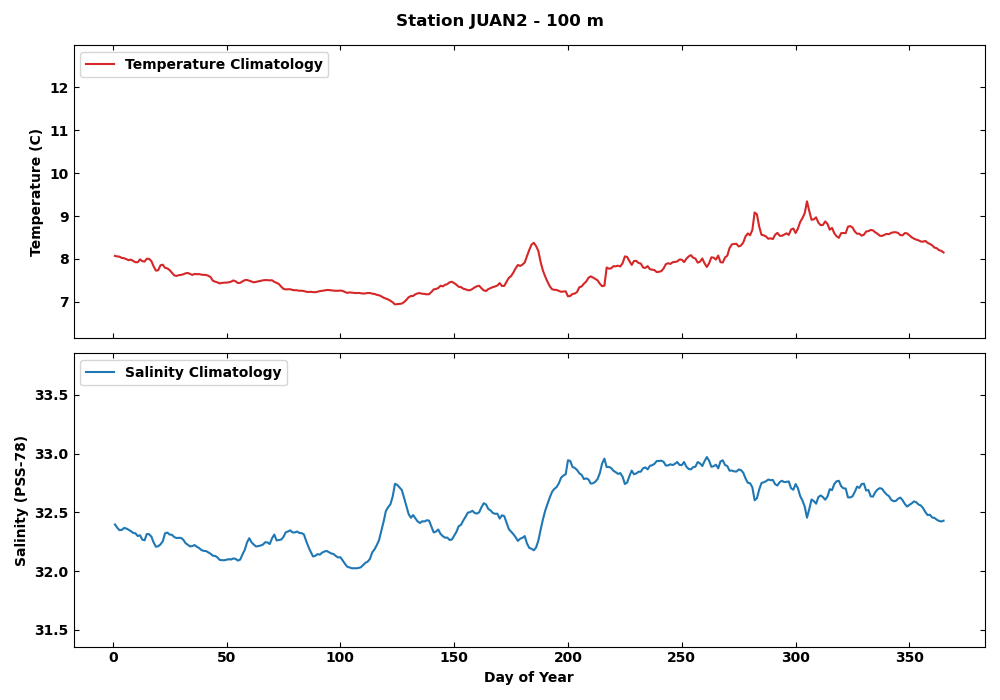 Station JUAN2 - 100 m
Temperature Climatology
12
11
10
9
8
7
Temperature (C)
Salinity Climatology
33.5
33.0
32.5
32.0
31.5
Salinity (PSS-78)
0 50 100 150 200 250 300 350
Day of Year